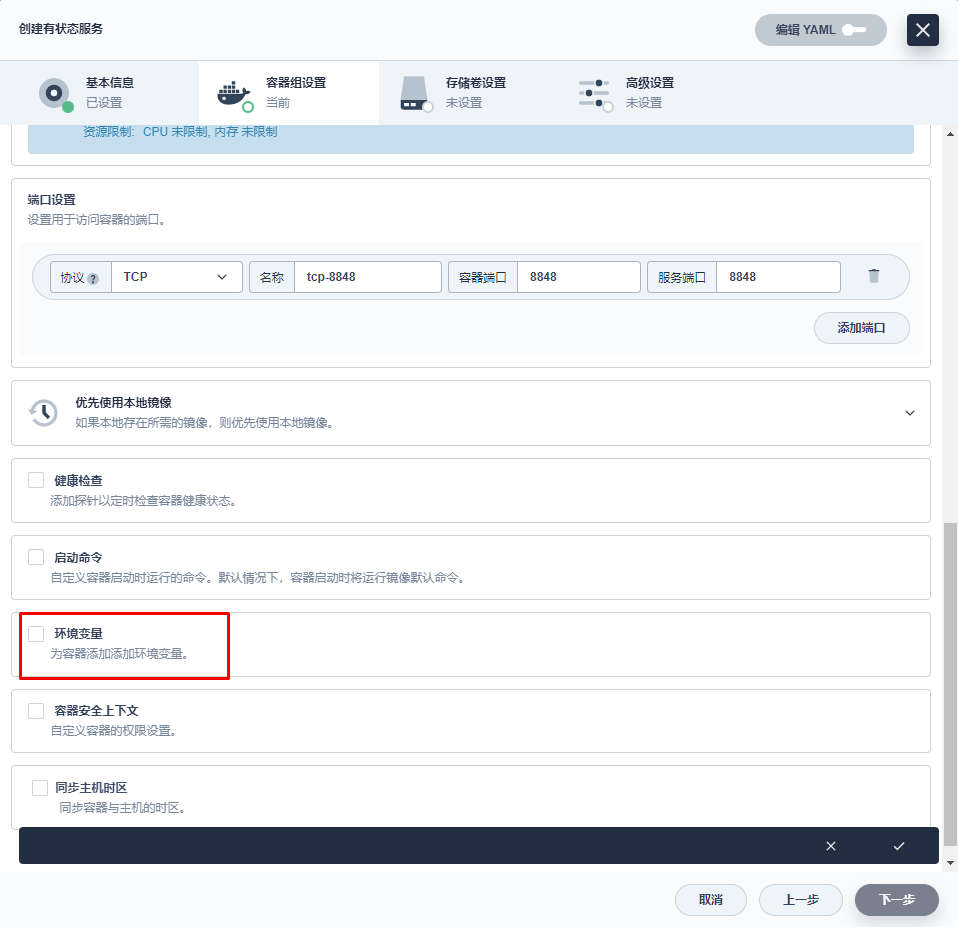 创建有状态服务
编辑 YAML
基本信息
已设置
容器组设置
当前
存储卷设置
未设置
高级设置
未设置
资源限制: CPU 未限制, 内存 未限制
端口设置
设置用于访问容器的端口。
协议 ? TCP 名称 tcp-8848 容器端口 8848 服务端口 8848
添加端口
优先使用本地镜像
如果本地存在所需的镜像，则优先使用本地镜像。
健康检查
添加探针以定时检查容器健康状态。
启动命令
自定义容器启动时运行的命令。默认情况下，容器启动时将运行镜像默认命令。
环境变量
为容器添加添加环境变量。
容器安全上下文
自定义容器的权限设置。
同步主机时区
同步容器与主机的时区。
取消
上一步
下一步